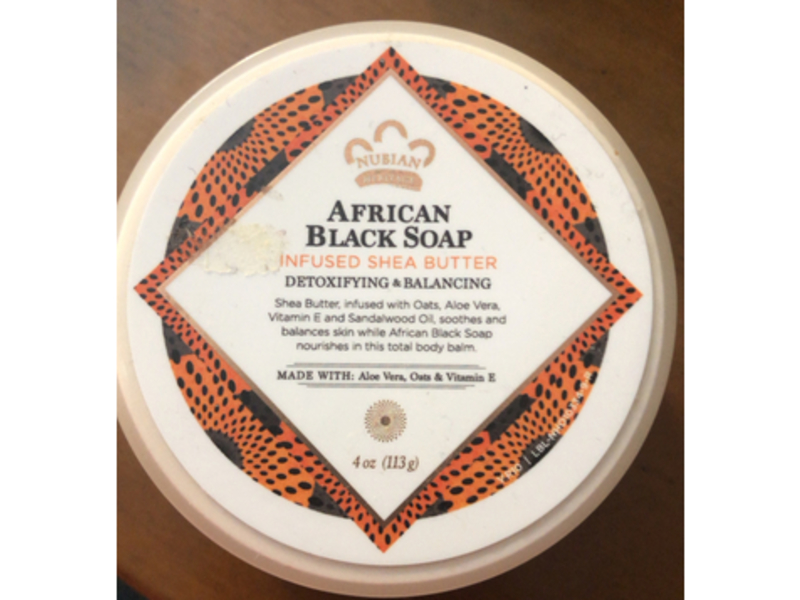 NUBIAN
HERITAGE
AFRICAN
BLACK SOAP
INFUSED SHEA BUTTER
DETOXIFYING & BALANCING
Shea Butter, infused with Oats, Aloe Vera,
Vitamin E and Sandalwood Oil, soothes and
balances skin while African Black Soap
nourishes in this total body balm.
MADE WITH: Aloe Vera, Oats & Vitamin E
4 oz (113 g)